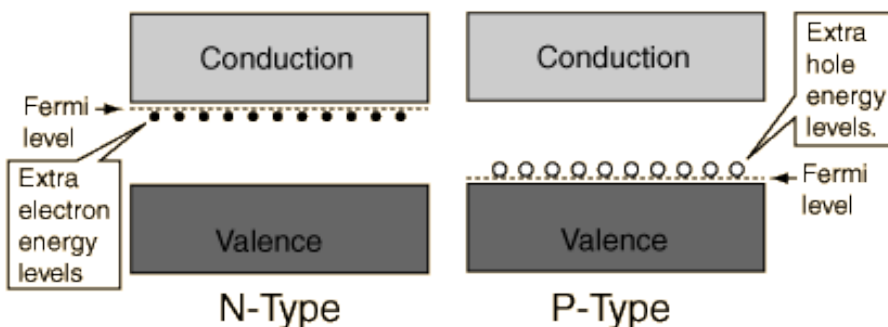 Conduction
Fermi
level
Extra
electron
energy
levels
Valence
N-Type
Conduction
Extra
hole
energy
levels.
Fermi
level
Valence
P-Type